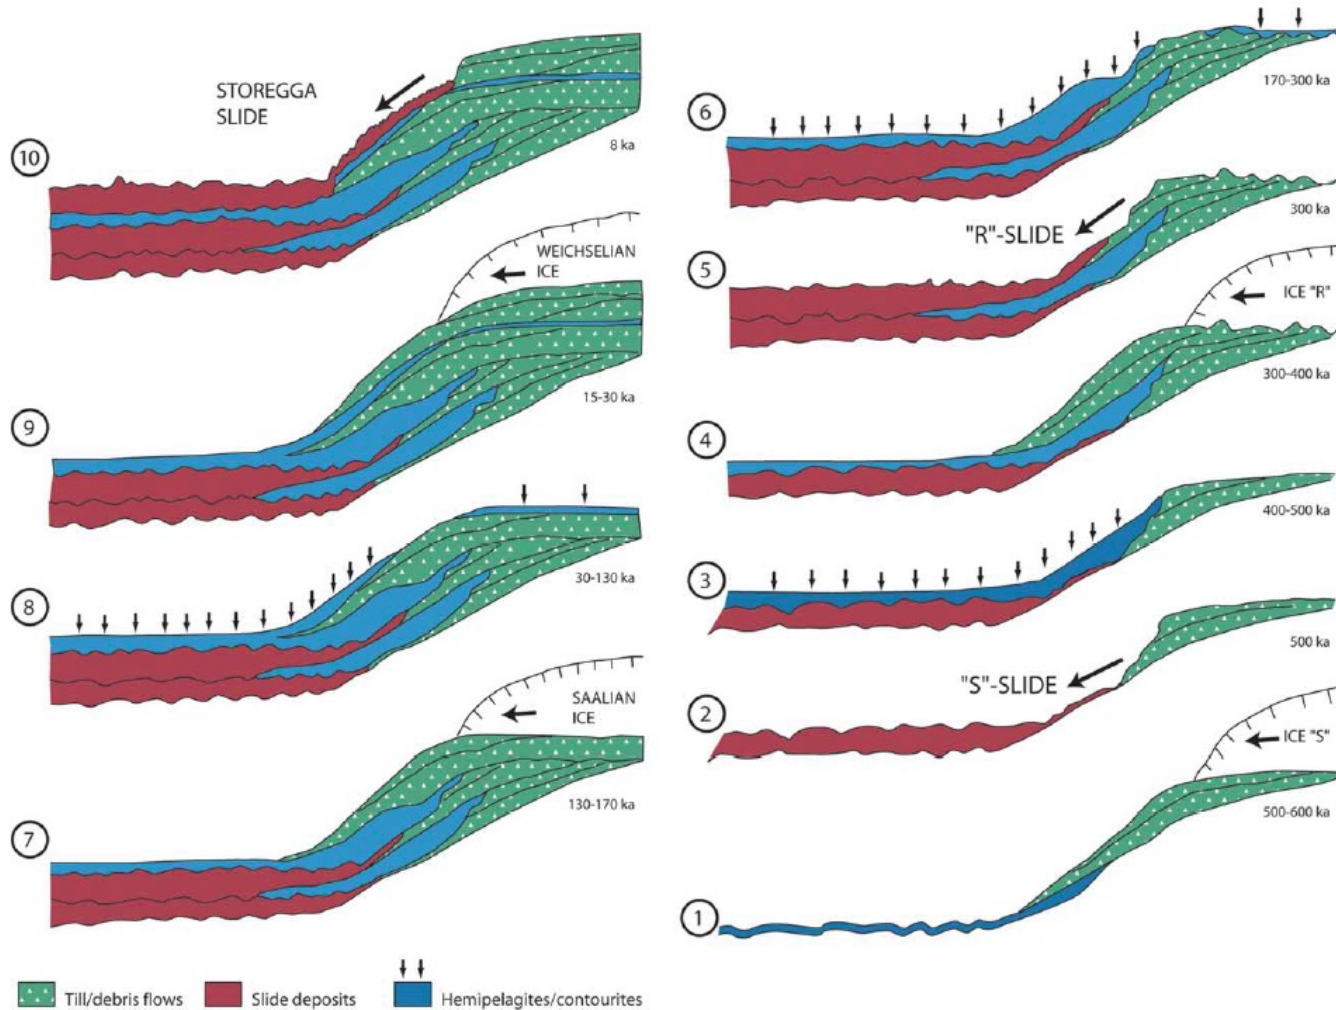 STOREGGA
SLIDE
10
8 ka
WEICHSELIAN
ICE
15-30 ka
9
30-130 ka
8
SAALIAN
ICE
130-170 ka
7
170-300 ka
6
300 ka
"R"-SLIDE
5
ICE "R"
300-400 ka
4
400-500 ka
3
500 ka
"S"-SLIDE
2
ICE "S"
500-600 ka
1
Till/debris flows
Slide deposits
Hemipelagites/contourites